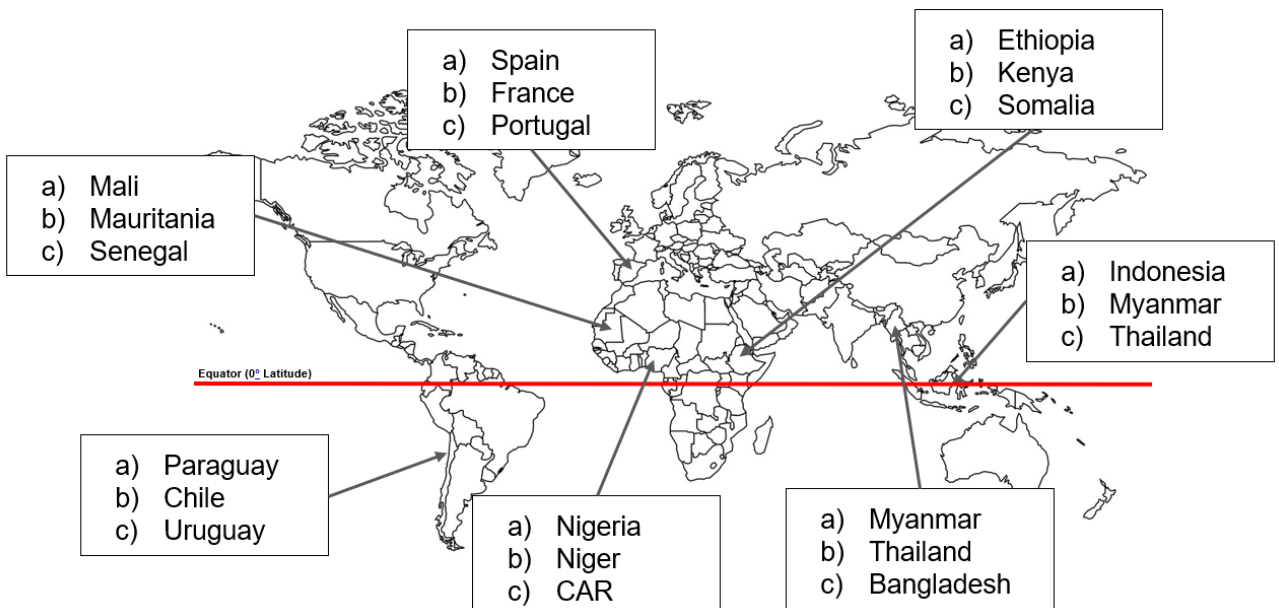 a) Spain
b) France
c) Portugal
a) Ethiopia
b) Kenya
c) Somalia
a) Mali
b) Mauritania
c) Senegal
a) Indonesia
b) Myanmar
c) Thailand
Equator (0º Latitude)
a) Paraguay
b) Chile
c) Uruguay
a) Nigeria
b) Niger
c) CAR
a) Myanmar
b) Thailand
c) Bangladesh